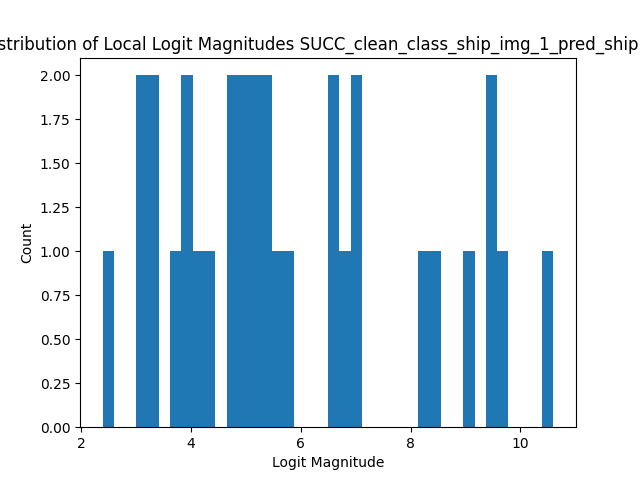 stribution of Local Logit Magnitudes SUCC_clean_class_ship_img_1_pred_ship
2.00
1.75
1.50
1.25
1.00
0.75
0.50
0.25
0.00
Count
2 4 6 8 10
Logit Magnitude